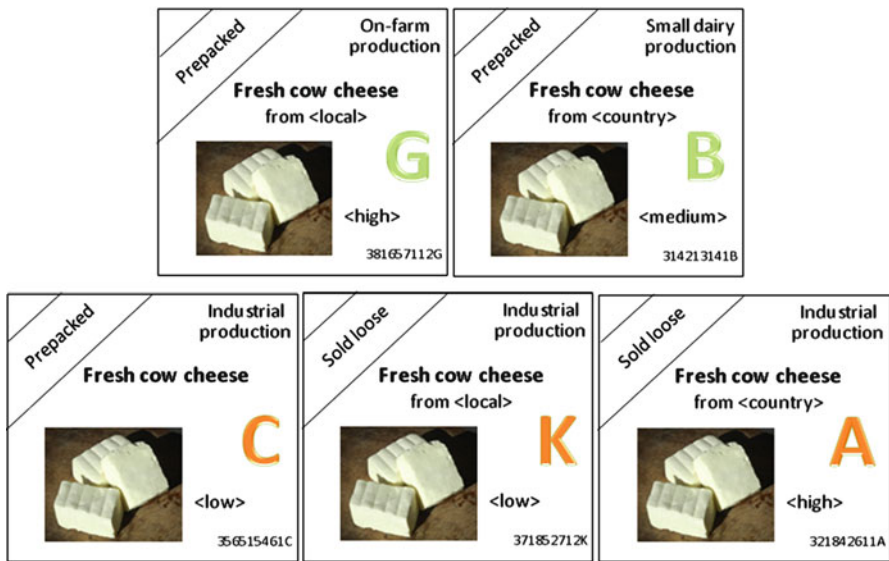 Prepacked
On-farm
production
Fresh cow cheese
from <local>
G
<high>
381657112G
Prepacked
Small dairy
production
Fresh cow cheese
from <country>
B
<medium>
314213141B
Prepacked
Industrial
production
Fresh cow cheese
C
<low>
356515461C
Sold loose
Industrial
production
Fresh cow cheese
from <local>
K
<low>
371852712K
Sold loose
Industrial
production
Fresh cow cheese
from <country>
A
<high>
321842611A